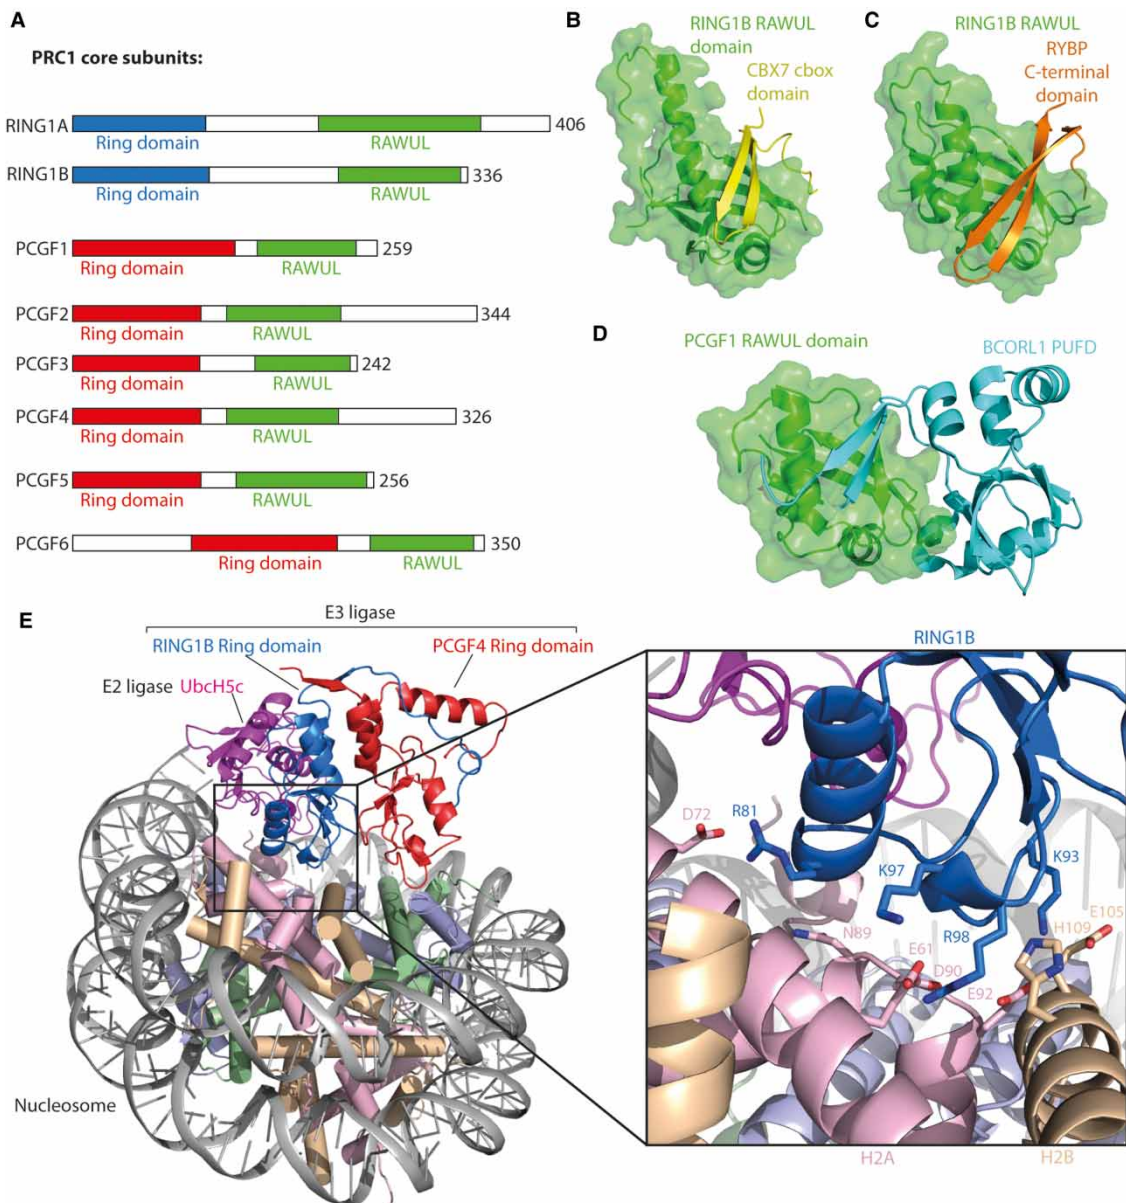 A
PRC1 core subunits:
RING1A
406
Ring domain
RAWUL
RING1B
336
Ring domain
RAWUL
PCGF1
259
Ring domain
RAWUL
PCGF2
344
Ring domain
RAWUL
PCGF3
242
Ring domain
RAWUL
PCGF4
326
Ring domain
RAWUL
PCGF5
256
Ring domain
RAWUL
PCGF6
350
Ring domain
RAWUL
B
RING1B RAWUL
domain
CBX7 cbox
domain
C
RING1B RAWUL
RYBP
C-terminal
domain
D
PCGF1 RAWUL domain
BCORL1 PUFD
E
E3 ligase
RING1B Ring domain
PCGF4 Ring domain
E2 ligase UbcH5c
Nucleosome
RING1B
D72
R81
K97
K93
N89
E61
R98
D90
E92
H109
E105
H2A
H2B